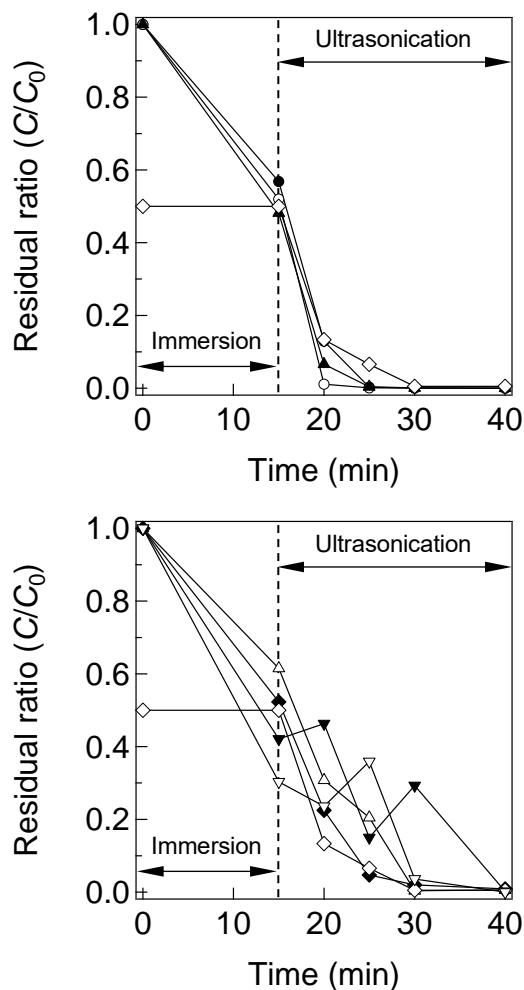 Residual ratio (C/C₀)
1.0
0.8
0.6
0.4
0.2
0.0
Ultrasonication
Immersion
0 10 20 30 40
Time (min)
Residual ratio (C/C₀)
1.0
0.8
0.6
0.4
0.2
0.0
Ultrasonication
Immersion
0 10 20 30 40
Time (min)